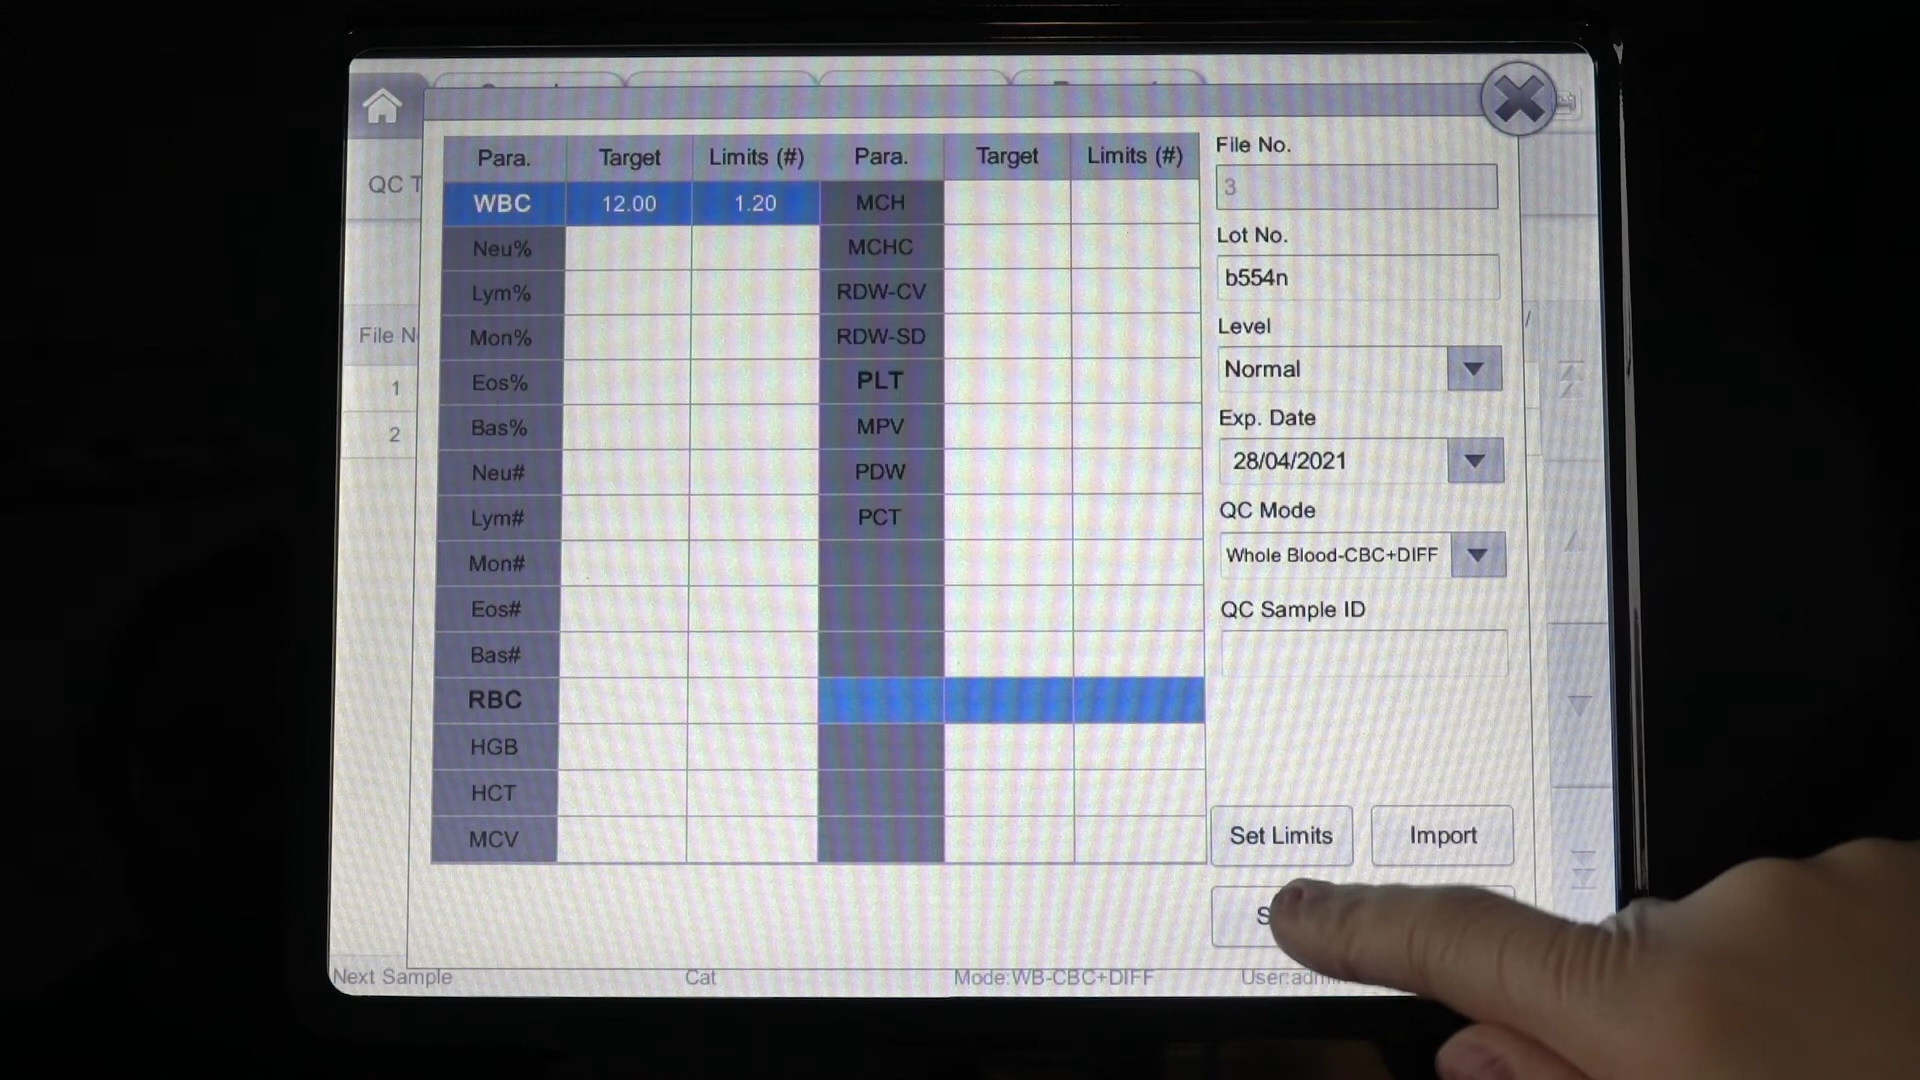 QC T
File N
1
2
Para. Target Limits (#) Para. Target Limits (#)
WBC 12.00 1.20 MCH
Neu% MCHC
Lym% RDW-CV
Mon% RDW-SD
Eos% PLT
Bas% MPV
Neu# PDW
Lym# PCT
Mon#
Eos#
Bas#
RBC
HGB
HCT
MCV
File No.
3
Lot No.
b554n
Level
Normal
Exp. Date
28/04/2021
QC Mode
Whole Blood-CBC+DIFF
QC Sample ID
Set Limits Import
S
Next Sample Cat Mode:WB-CBC+DIFF User:adm